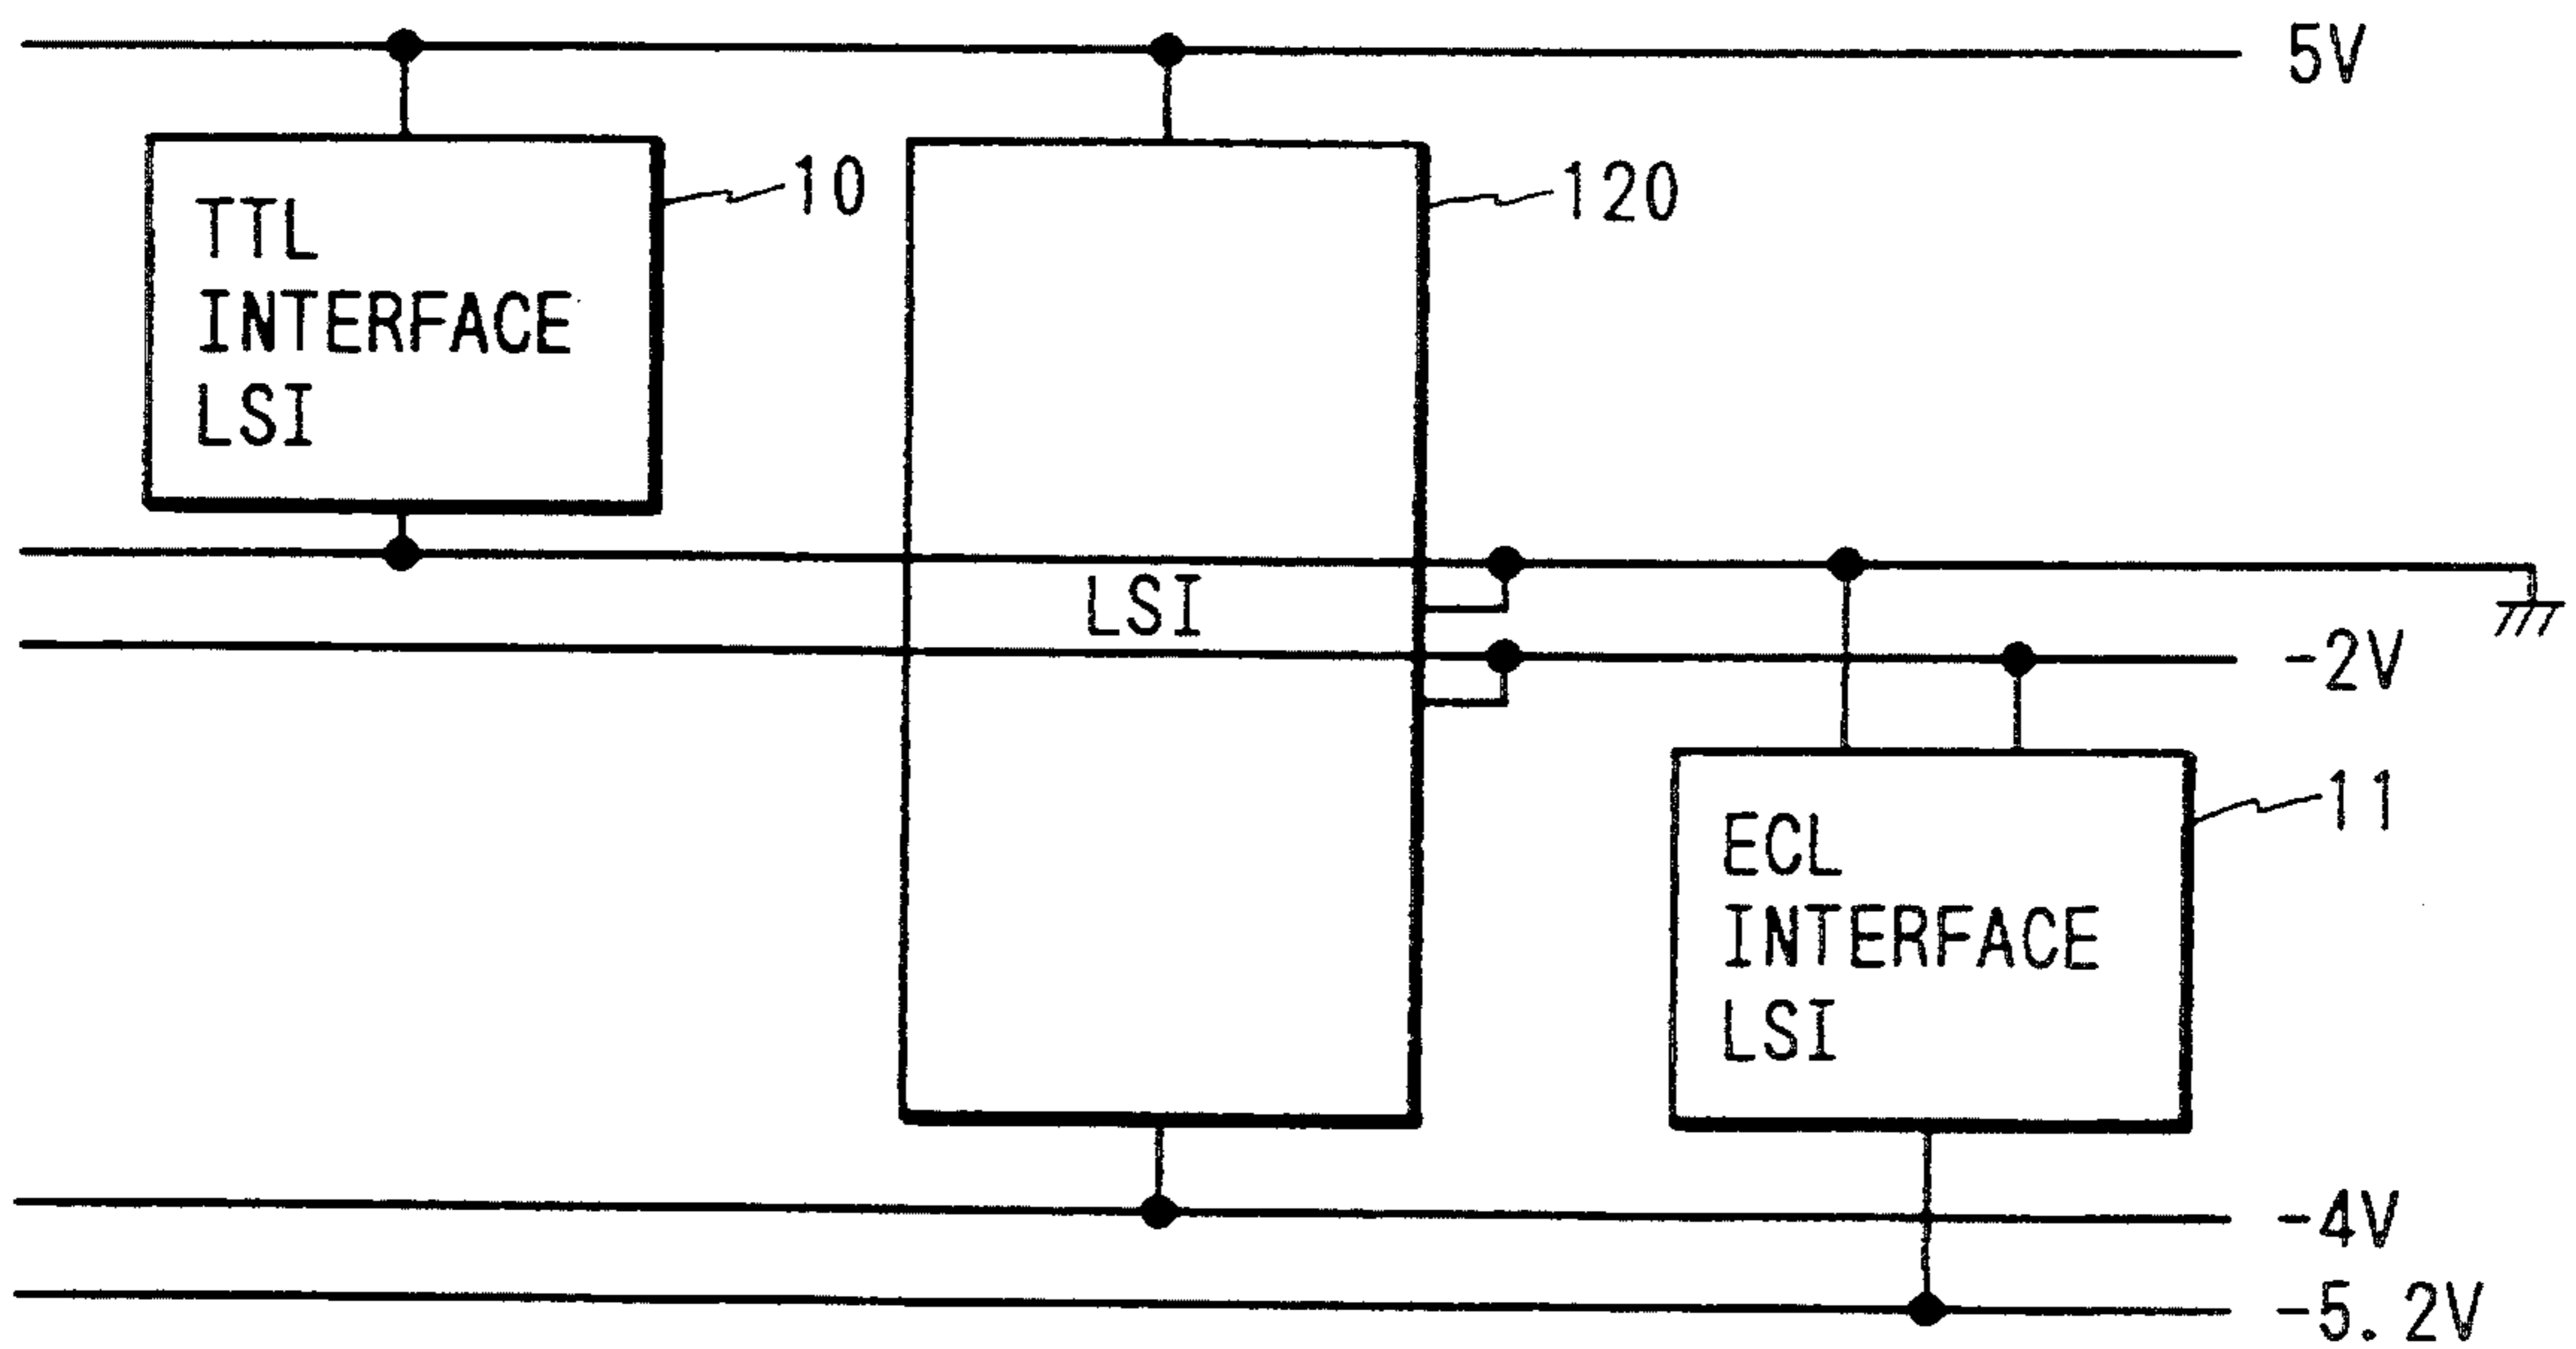 5V
10
120
TTL
INTERFACE
LSI
LSI
-2V
11
ECL
INTERFACE
LSI
-4V
-5.2V